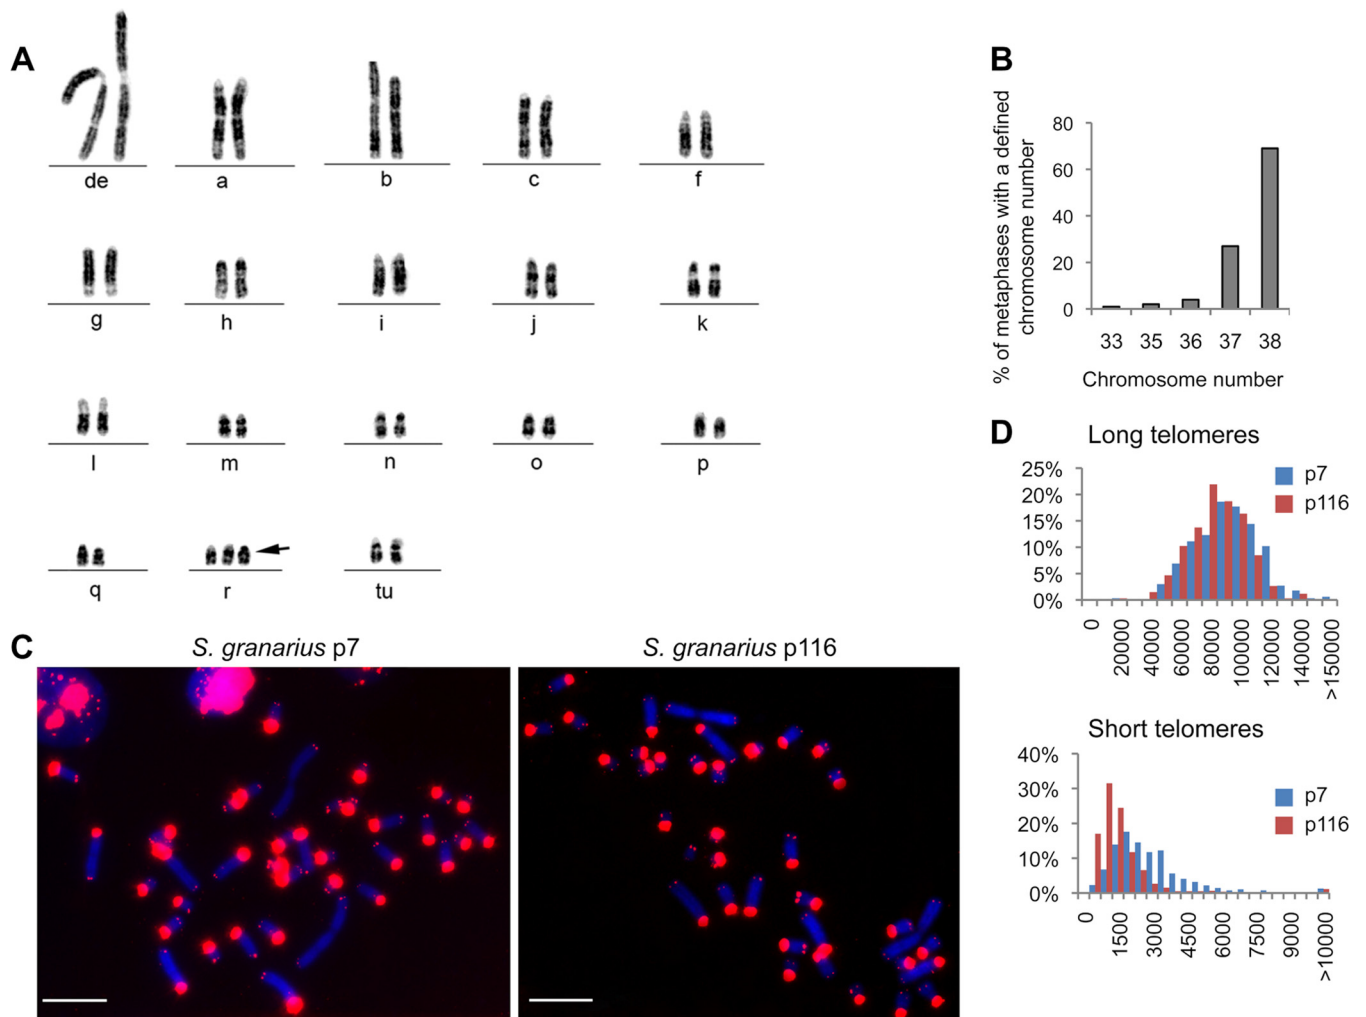 A
de
a
b
c
f
g
h
i
j
k
l
m
n
o
p
q
r
tu
B
% of metaphases with a defined
chromosome number
80
60
40
20
0
33 35 36 37 38
Chromosome number
C
S. granarius p7
S. granarius p116
D
Long telomeres
25%
20%
15%
10%
5%
0%
p7
p116
0
20000
40000
60000
80000
100000
120000
140000
>150000
Short telomeres
40%
30%
20%
10%
0%
p7
p116
0
1500
3000
4500
6000
7500
9000
>10000